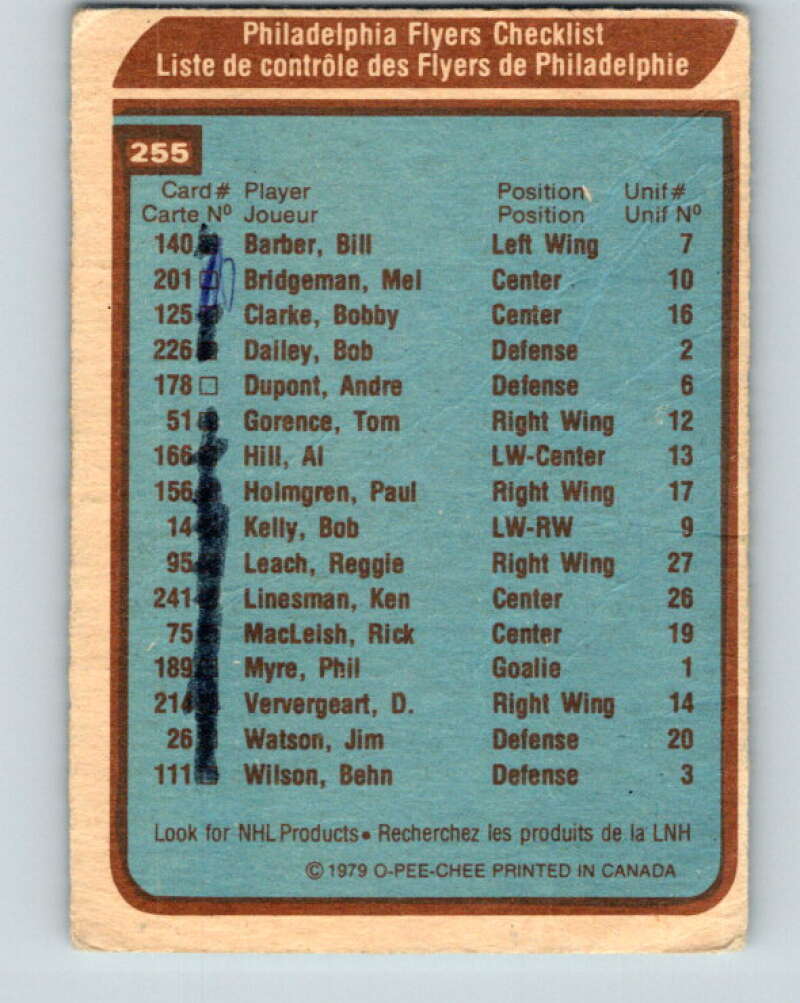 Philadelphia Flyers Checklist
Liste de contrôle des Flyers de Philadelphie
255
Card # Player Position Unif #
Carte Nº Joueur Position Unif Nº
140 Barber, Bill Left Wing 7
201 Bridgeman, Mel Center 10
125 Clarke, Bobby Center 16
226 Dailey, Bob Defense 2
178 □ Dupont, Andre Defense 6
51 Gorence, Tom Right Wing 12
166 Hill, Al LW-Center 13
156 Holmgren, Paul Right Wing 17
14 Kelly, Bob LW-RW 9
95 Leach, Reggie Right Wing 27
241 Linesman, Ken Center 26
75 MacLeish, Rick Center 19
189 Myre, Phil Goalie 1
214 Ververgeart, D. Right Wing 14
26 Watson, Jim Defense 20
111 Wilson, Behn Defense 3
Look for NHL Products • Recherchez les produits de la LNH
© 1979 O-PEE-CHEE PRINTED IN CANADA